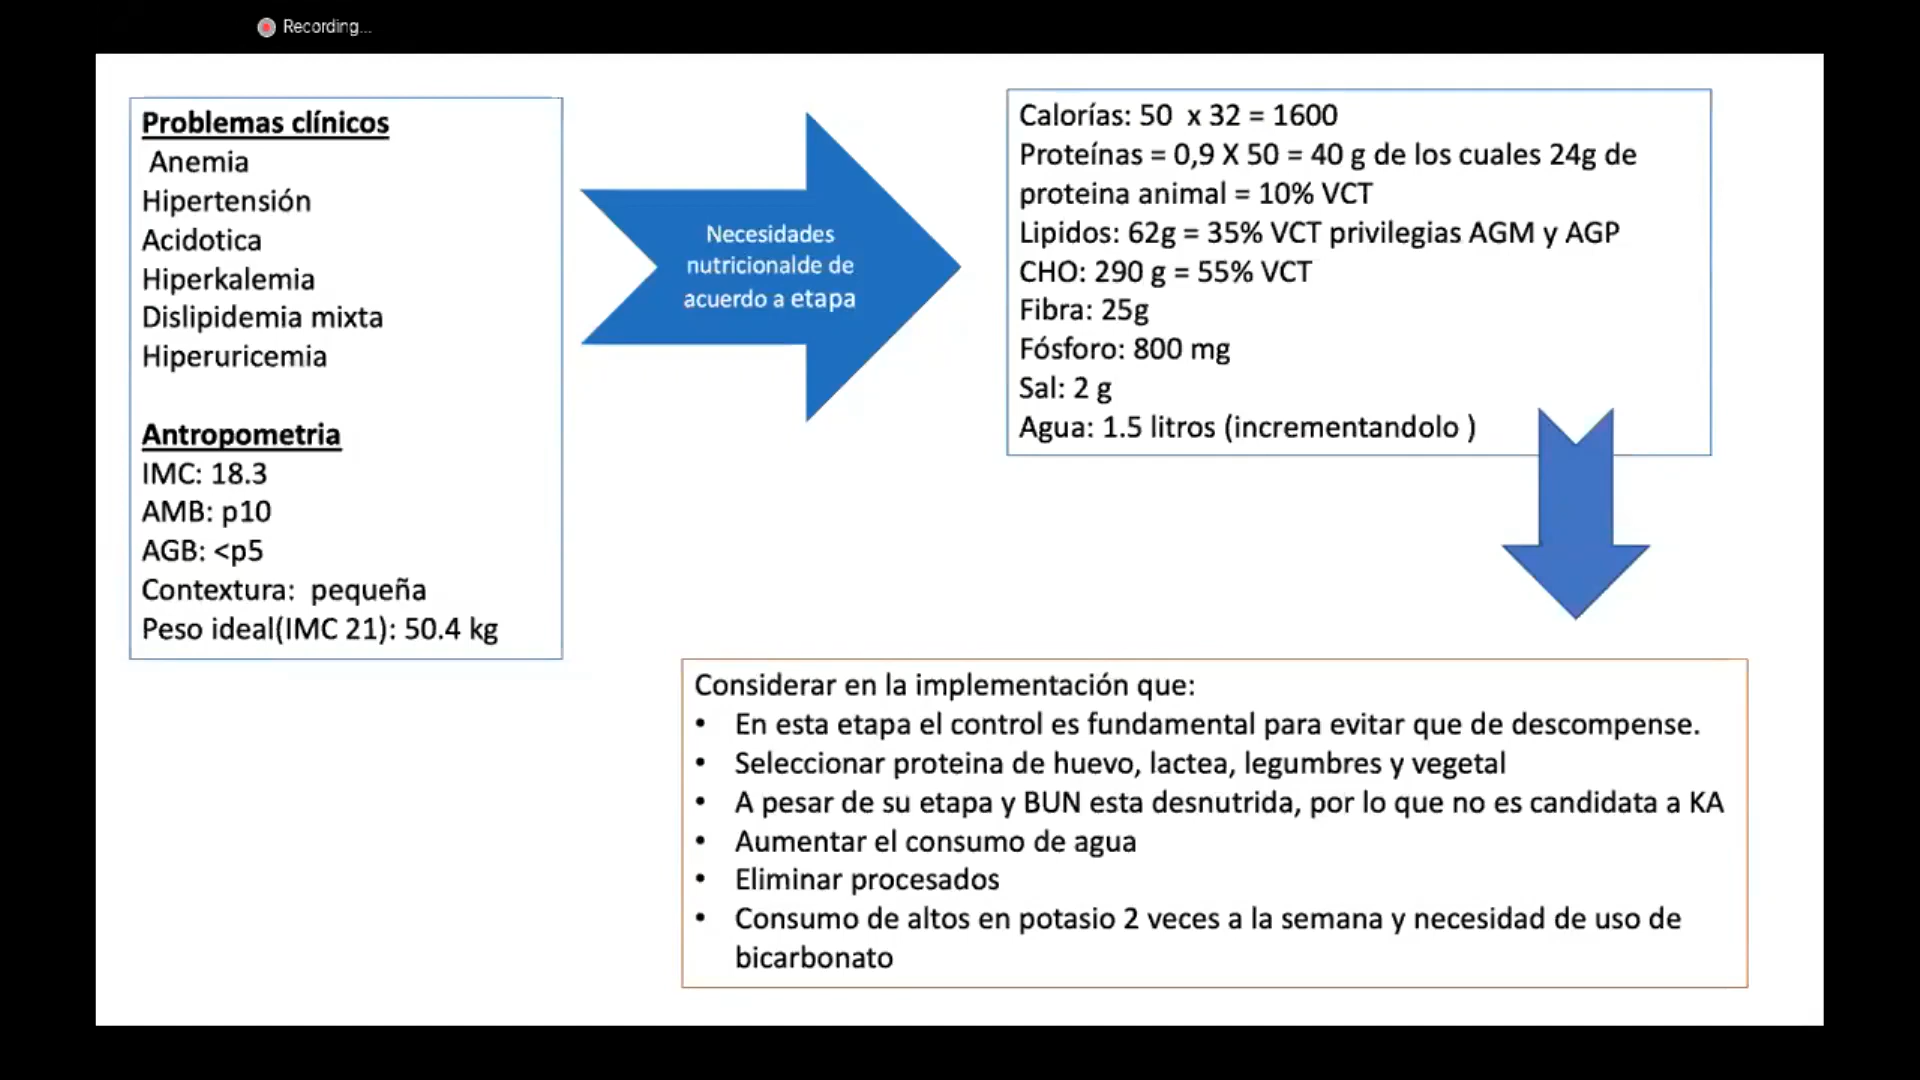 Recording...
Problemas clínicos
Anemia
Hipertensión
Acidotica
Hiperkalemia
Dislipidemia mixta
Hiperuricemia
Antropometria
IMC: 18.3
AMB: p10
AGB: <p5
Contextura: pequeña
Peso ideal(IMC 21): 50.4 kg
Necesidades
nutricionalde de
acuerdo a etapa
Calorías: 50 x 32 = 1600
Proteínas = 0,9 X 50 = 40 g de los cuales 24g de
proteina animal = 10% VCT
Lipidos: 62g = 35% VCT privilegias AGM y AGP
CHO: 290 g = 55% VCT
Fibra: 25g
Fósforo: 800 mg
Sal: 2 g
Agua: 1.5 litros (incrementandolo )
Considerar en la implementación que:
• En esta etapa el control es fundamental para evitar que de descompense.
• Seleccionar proteina de huevo, lactea, legumbres y vegetal
• A pesar de su etapa y BUN esta desnutrida, por lo que no es candidata a KA
• Aumentar el consumo de agua
• Eliminar procesados
• Consumo de altos en potasio 2 veces a la semana y necesidad de uso de
bicarbonato